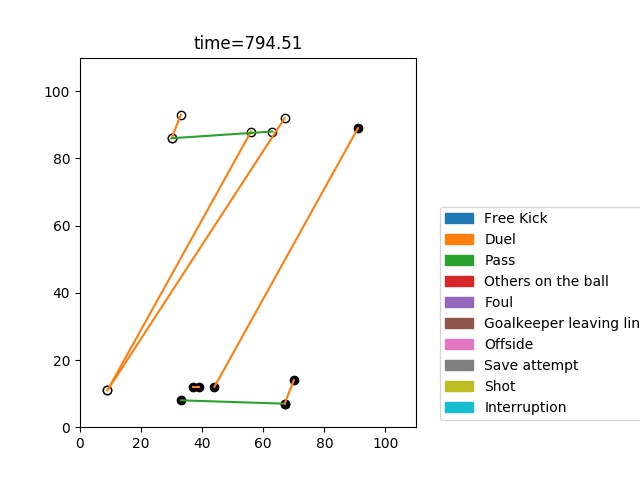 time=794.51
100
80
60
40
20
0
0 20 40 60 80 100
Free Kick
Duel
Pass
Others on the ball
Foul
Goalkeeper leaving lin
Offside
Save attempt
Shot
Interruption